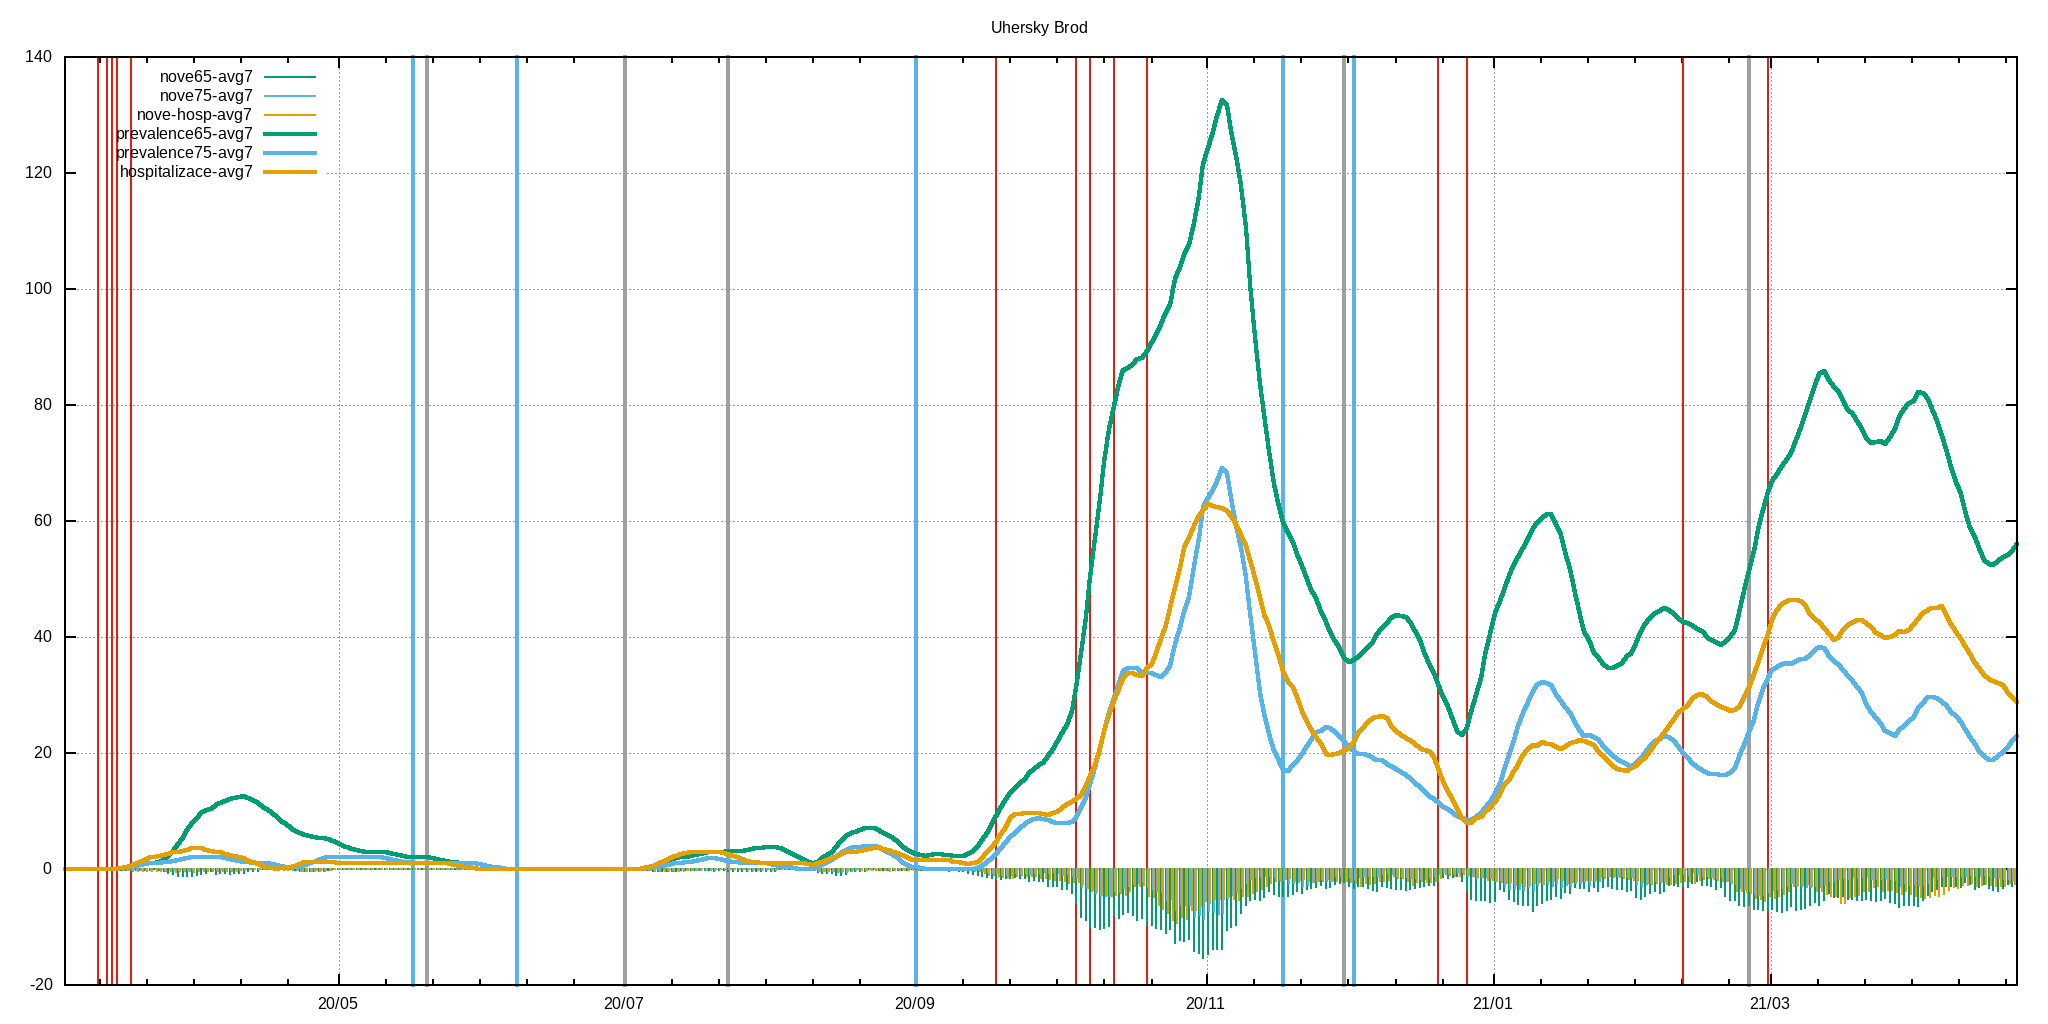 Uhersky Brod
140
120
100
80
60
40
20
0
-20
nove65-avg7
nove75-avg7
nove-hosp-avg7
prevalence65-avg7
prevalence75-avg7
hospitalizace-avg7
20/05
20/07
20/09
20/11
21/01
21/03